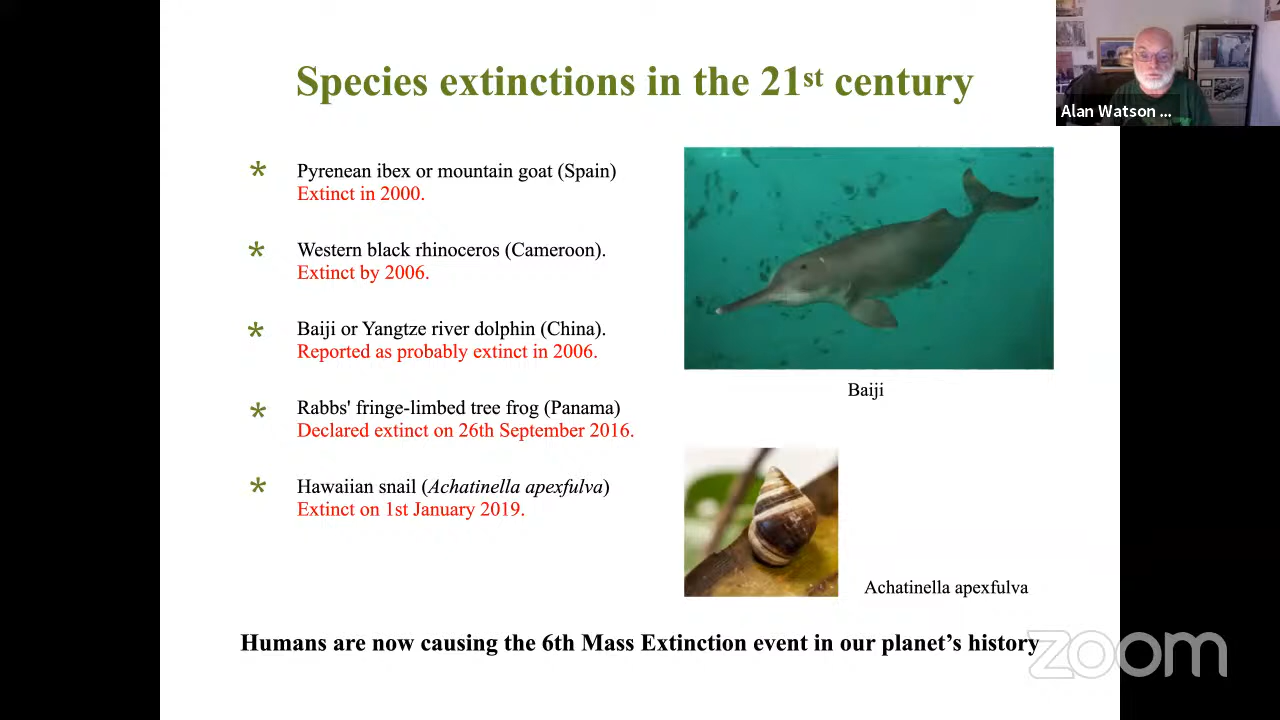 Species extinctions in the 21st century
Alan Watson ...
* Pyrenean ibex or mountain goat (Spain)
Extinct in 2000.
* Western black rhinoceros (Cameroon).
Extinct by 2006.
* Baiji or Yangtze river dolphin (China).
Reported as probably extinct in 2006.
* Rabbs' fringe-limbed tree frog (Panama)
Declared extinct on 26th September 2016.
* Hawaiian snail (Achatinella apexfulva)
Extinct on 1st January 2019.
Baiji
Achatinella apexfulva
Humans are now causing the 6th Mass Extinction event in our planet’s history
zoom